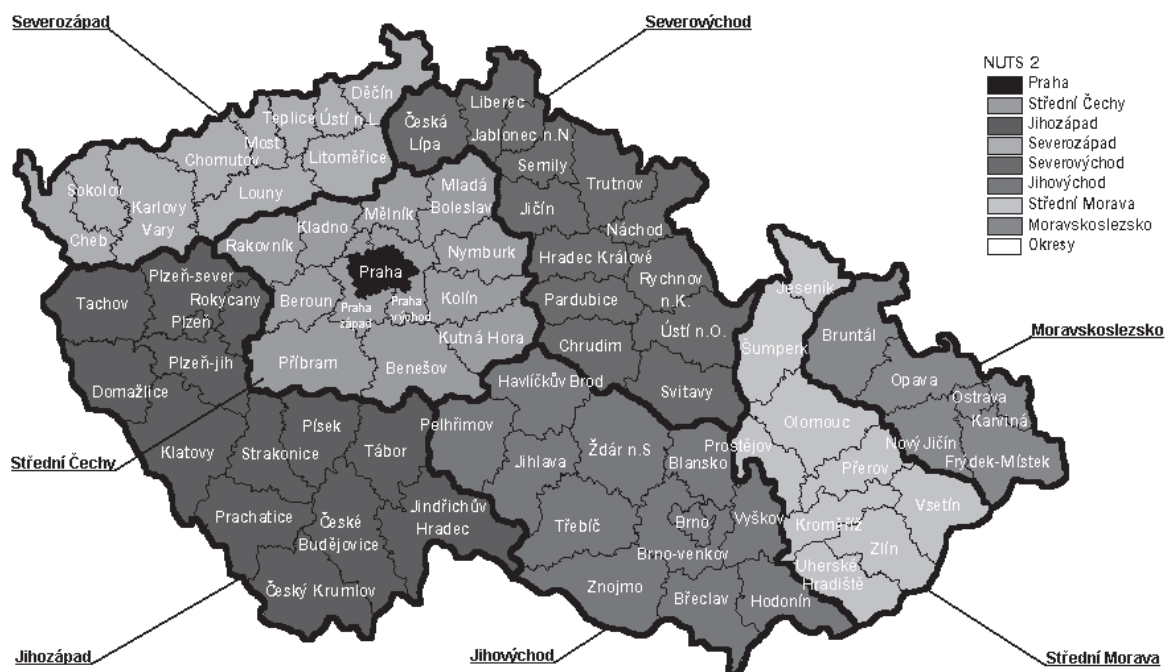 Severozápad
Severovýchod
NUTS 2
Praha
Střední Čechy
Jihozápad
Severozápad
Severovýchod
Jihovýchod
Střední Morava
Moravskoslezsko
Okresy
Děčín
Teplice
Ústí n.L.
Most
Chomutov
Litoměřice
Louny
Sokolov
Karlovy
Vary
Cheb
Liberec
Česká
Lípa
Jablonec n.N.
Semily
Trutnov
Jičín
Náchod
Hradec Králové
Rychnov
n.K.
Pardubice
Ústí n.O.
Chrudim
Svitavy
Mladá
Boleslav
Mělník
Kladno
Rakovník
Nymburk
Praha
Beroun
Praha
západ
Praha
východ
Kolín
Kutná Hora
Příbram
Benešov
Plzeň-sever
Tachov
Rokycany
Plzeň
Plzeň-jih
Domažlice
Klatovy
Písek
Strakonice
Tábor
Prachatice
České
Budějovice
Jindřichův
Hradec
Český Krumlov
Havlíčkův Brod
Pelhřimov
Jihlava
Žďár n.S
Blansko
Třebíč
Brno
Vyškov
Brno-venkov
Znojmo
Břeclav
Hodonín
Jeseník
Šumperk
Olomouc
Prostějov
Přerov
Vsetín
Kroměříž
Zlín
Uherské
Hradiště
Bruntál
Opava
Ostrava
Karviná
Nový Jičín
Frýdek-Místek
Moravskoslezsko
Střední Čechy
Jihozápad
Jihovýchod
Střední Morava